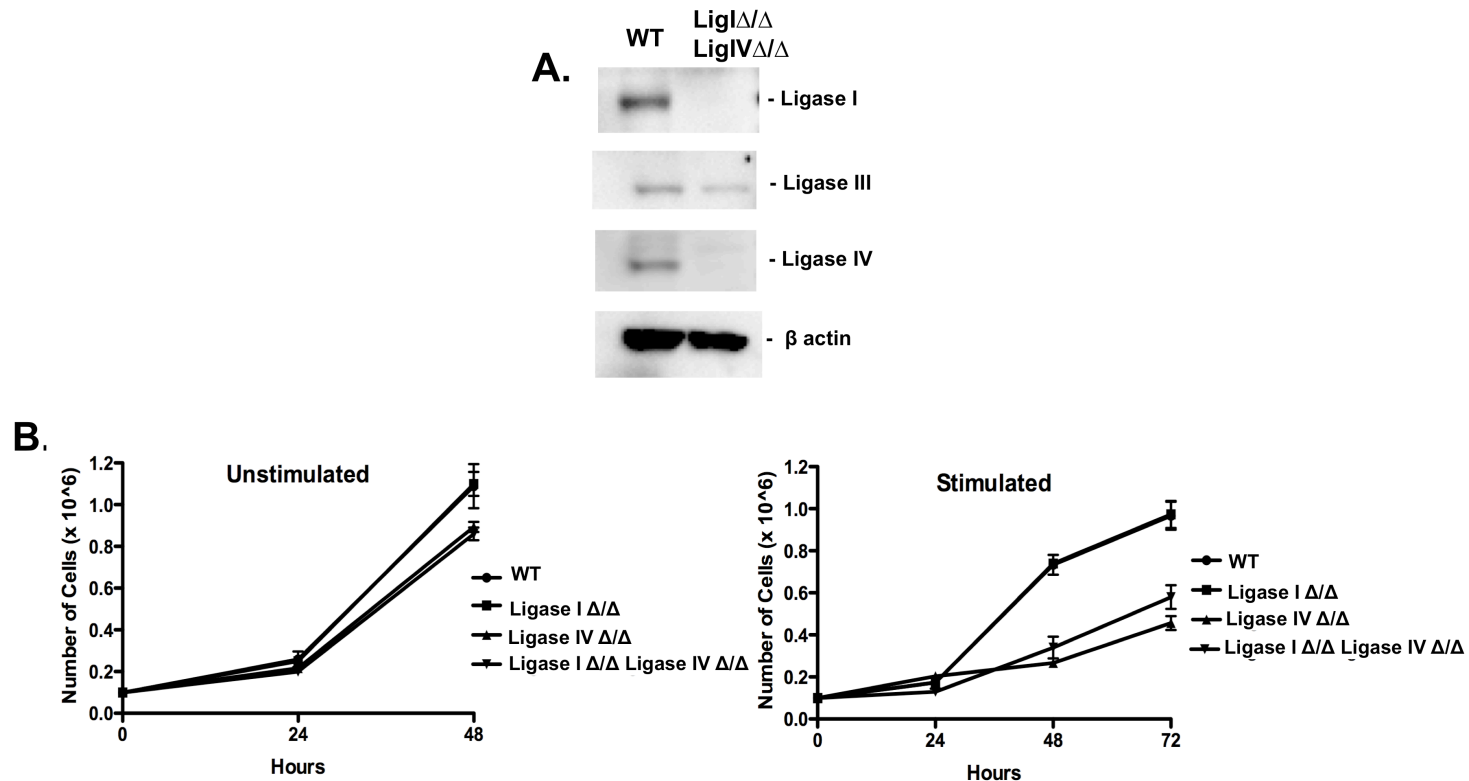 A.
WT
LigIΔ/Δ
LigIVΔ/Δ
- Ligase I
- Ligase III
- Ligase IV
- β actin
B.
Unstimulated
Number of Cells (x 10^6)
1.2
1.0
0.8
0.6
0.4
0.2
0.0
0
24
48
Hours
WT
Ligase I Δ/Δ
Ligase IV Δ/Δ
Ligase I Δ/Δ Ligase IV Δ/Δ
Stimulated
Number of Cells (x 10^6)
1.2
1.0
0.8
0.6
0.4
0.2
0.0
0
24
48
72
Hours
WT
Ligase I Δ/Δ
Ligase IV Δ/Δ
Ligase I Δ/Δ Ligase IV Δ/Δ